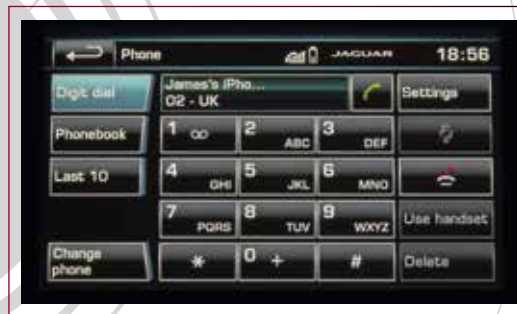 Phone JAGUAR 18:56
Digit dial James's iPho... Settings
O2 - UK
Phonebook 1 2 ABC 3 DEF
Last 10 4 GHI 5 JKL 6 MNO
7 PQRS 8 TUV 9 WXYZ Use handset
Change phone * 0 + # Delete